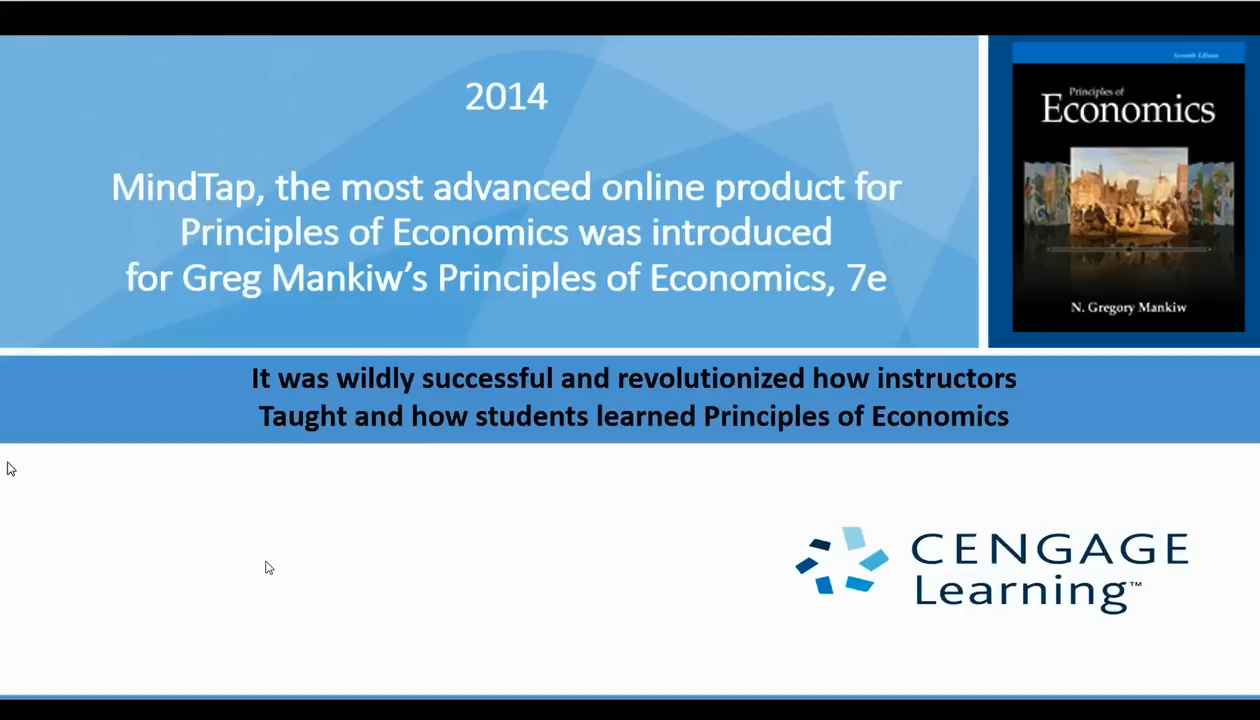 2014
MindTap, the most advanced online product for
Principles of Economics was introduced
for Greg Mankiw’s Principles of Economics, 7e
Seventh Edition
Principles of
Economics
N. Gregory Mankiw
It was wildly successful and revolutionized how instructors
Taught and how students learned Principles of Economics
CENGAGE
Learning™